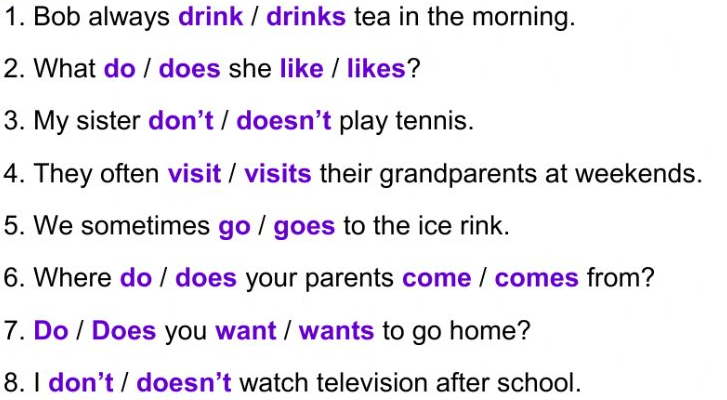 1. Bob always drink / drinks tea in the morning.
2. What do / does she like / likes?
3. My sister don’t / doesn’t play tennis.
4. They often visit / visits their grandparents at weekends.
5. We sometimes go / goes to the ice rink.
6. Where do / does your parents come / comes from?
7. Do / Does you want / wants to go home?
8. I don’t / doesn’t watch television after school.